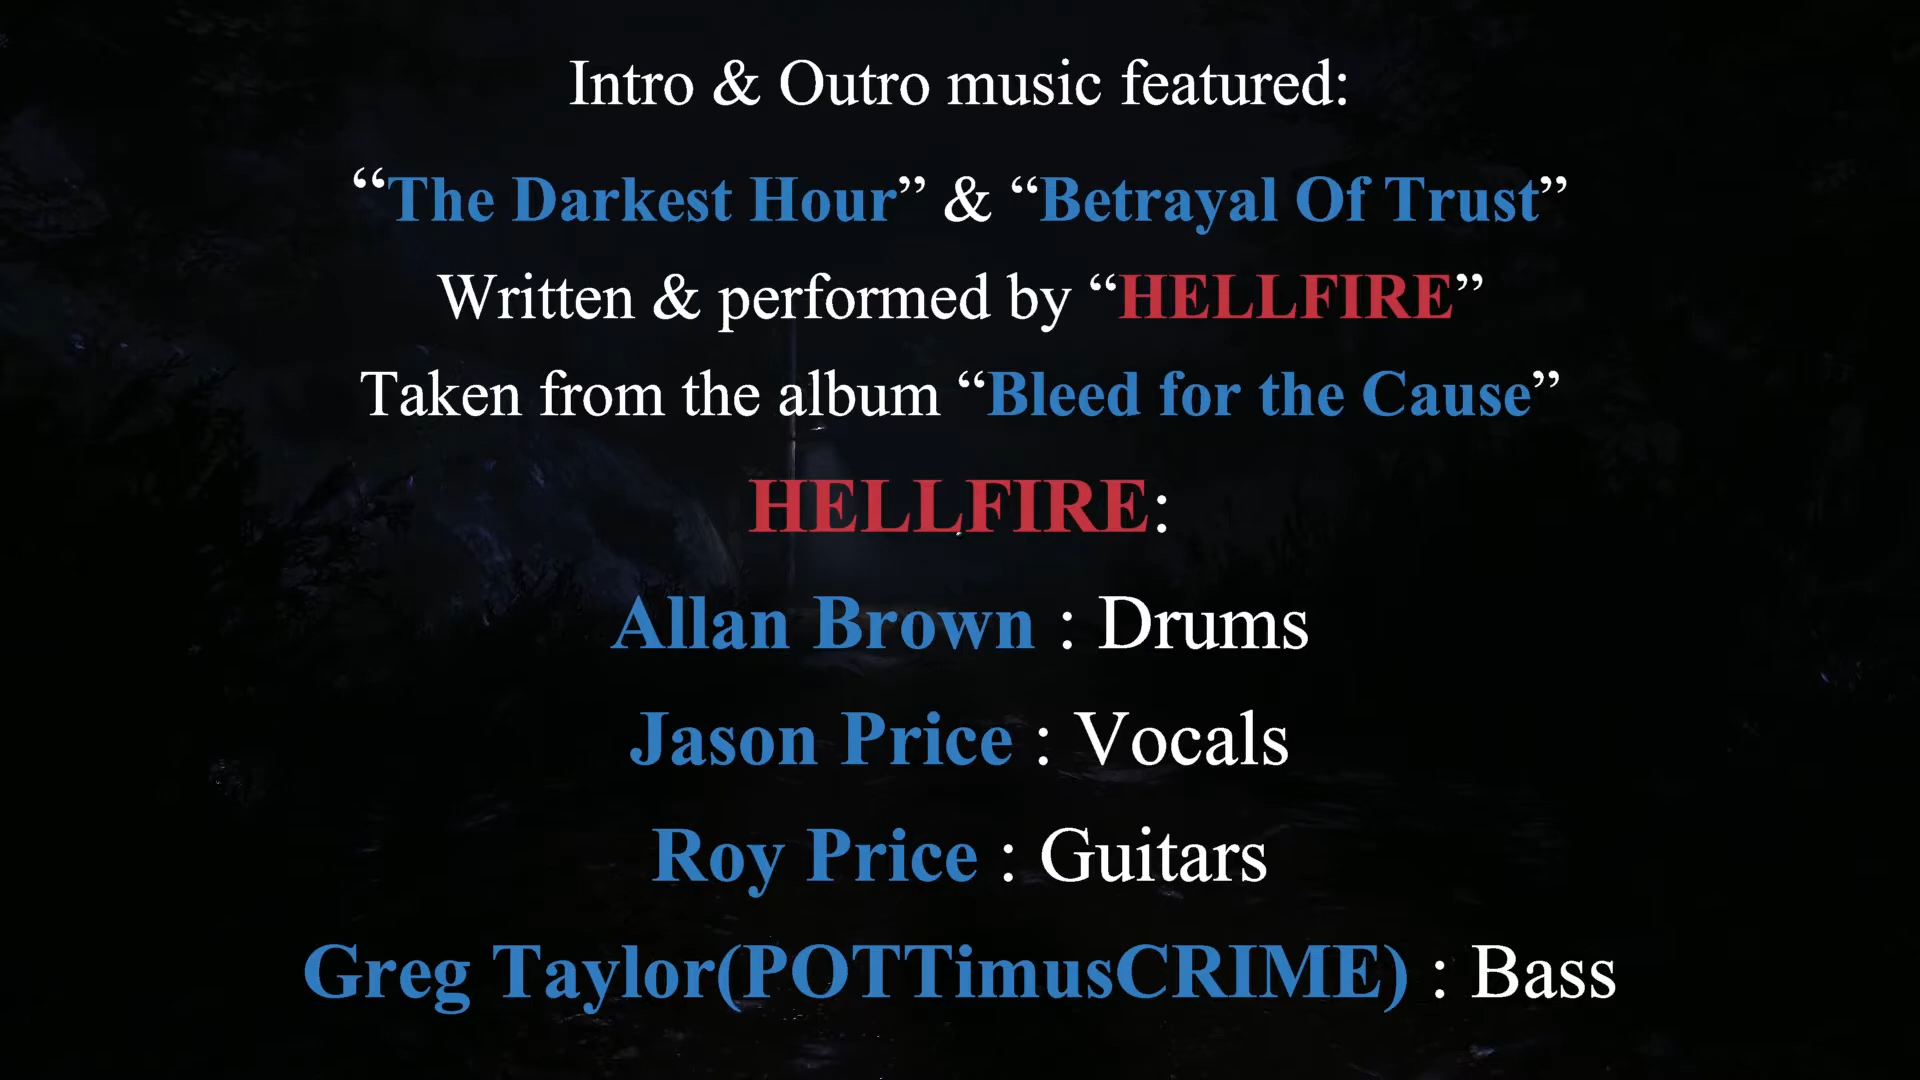 Intro & Outro music featured:
“The Darkest Hour” & “Betrayal Of Trust”
Written & performed by “HELLFIRE”
Taken from the album “Bleed for the Cause”
HELLFIRE:
Allan Brown : Drums
Jason Price : Vocals
Roy Price : Guitars
Greg Taylor(POTTimusCRIME) : Bass